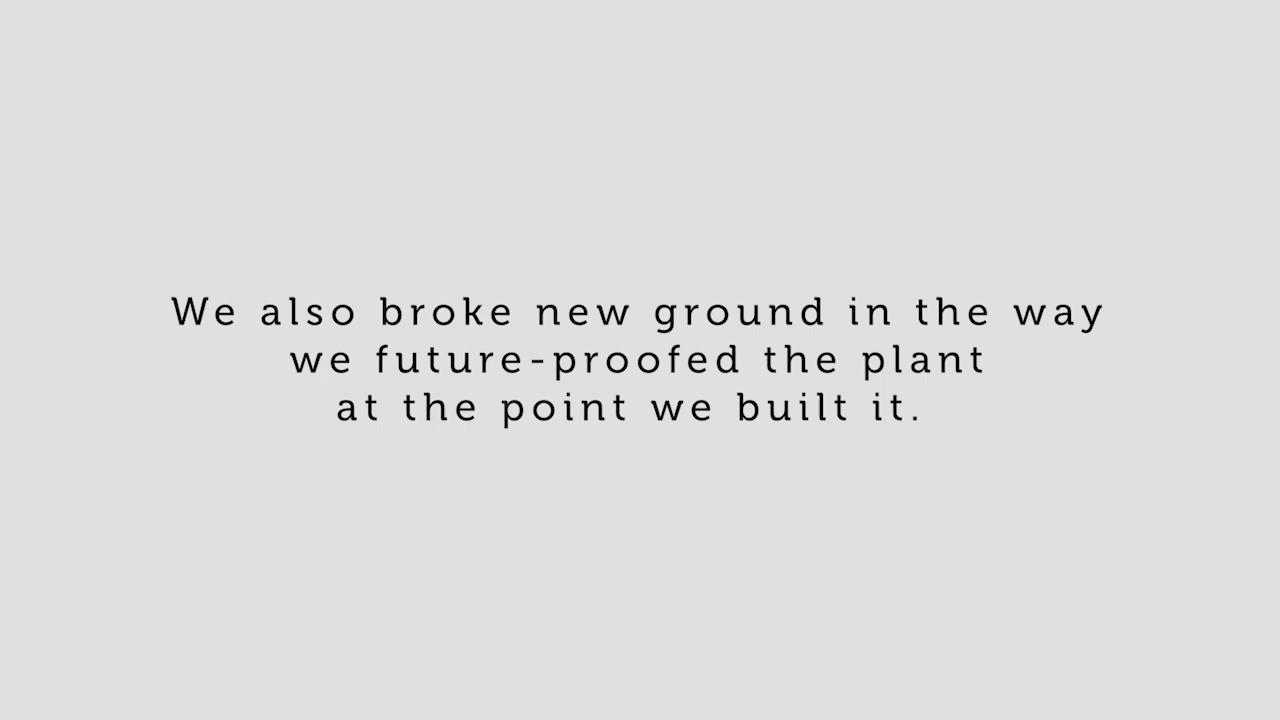 We also broke new ground in the way
we future-proofed the plant
at the point we built it.